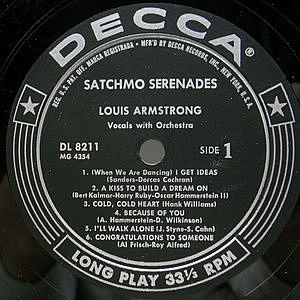 DECCA
REG. U.S. PAT. OFF. MARCA REGISTRADA • MFR'D BY DECCA RECORDS, INC., NEW YORK, U.S.A.
SATCHMO SERENADES
LOUIS ARMSTRONG
Vocals with Orchestra
DL 8211
MG 4354
SIDE 1
1. (When We Are Dancing) I GET IDEAS
(Sanders-Dorcas Cochran)
2. A KISS TO BUILD A DREAM ON
(Bert Kalmar-Harry Ruby-Oscar Hammerstein II)
3. COLD, COLD HEART (Hank Williams)
4. BECAUSE OF YOU
(A. Hammerstein-D. Wilkinson)
5. I'LL WALK ALONE (J. Styne-S. Cahn)
6. CONGRATULATIONS TO SOMEONE
(Al Frisch-Roy Alfred)
LONG PLAY 33⅓ RPM